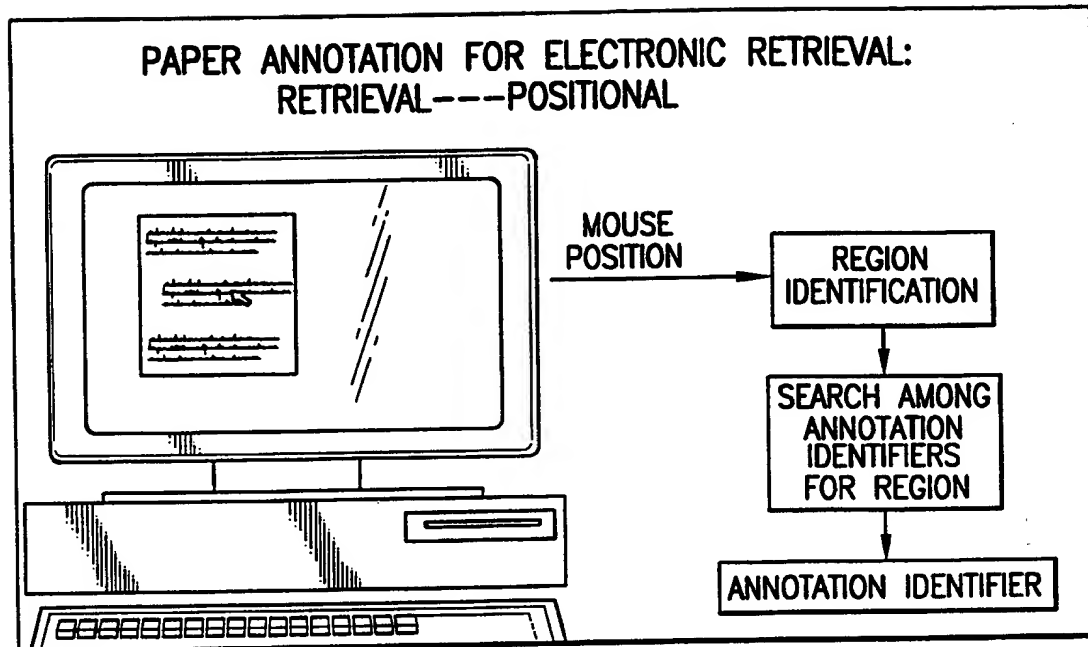 PAPER ANNOTATION FOR ELECTRONIC RETRIEVAL:
RETRIEVAL---POSITIONAL
MOUSE
POSITION
REGION
IDENTIFICATION
SEARCH AMONG
ANNOTATION
IDENTIFIERS
FOR REGION
ANNOTATION IDENTIFIER